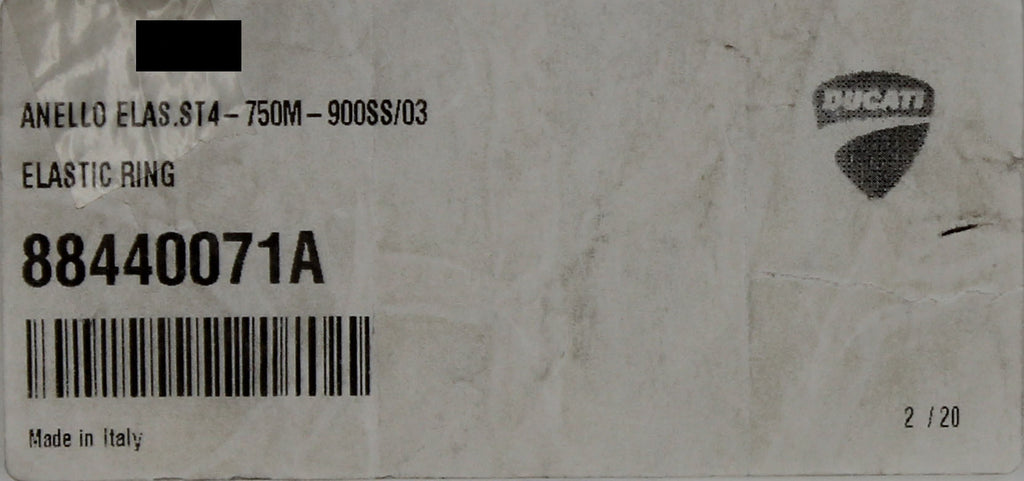 ANELLO ELAS.ST4-750M-900SS/03
DUCATI
ELASTIC RING
88440071A
Made in Italy
2 /20